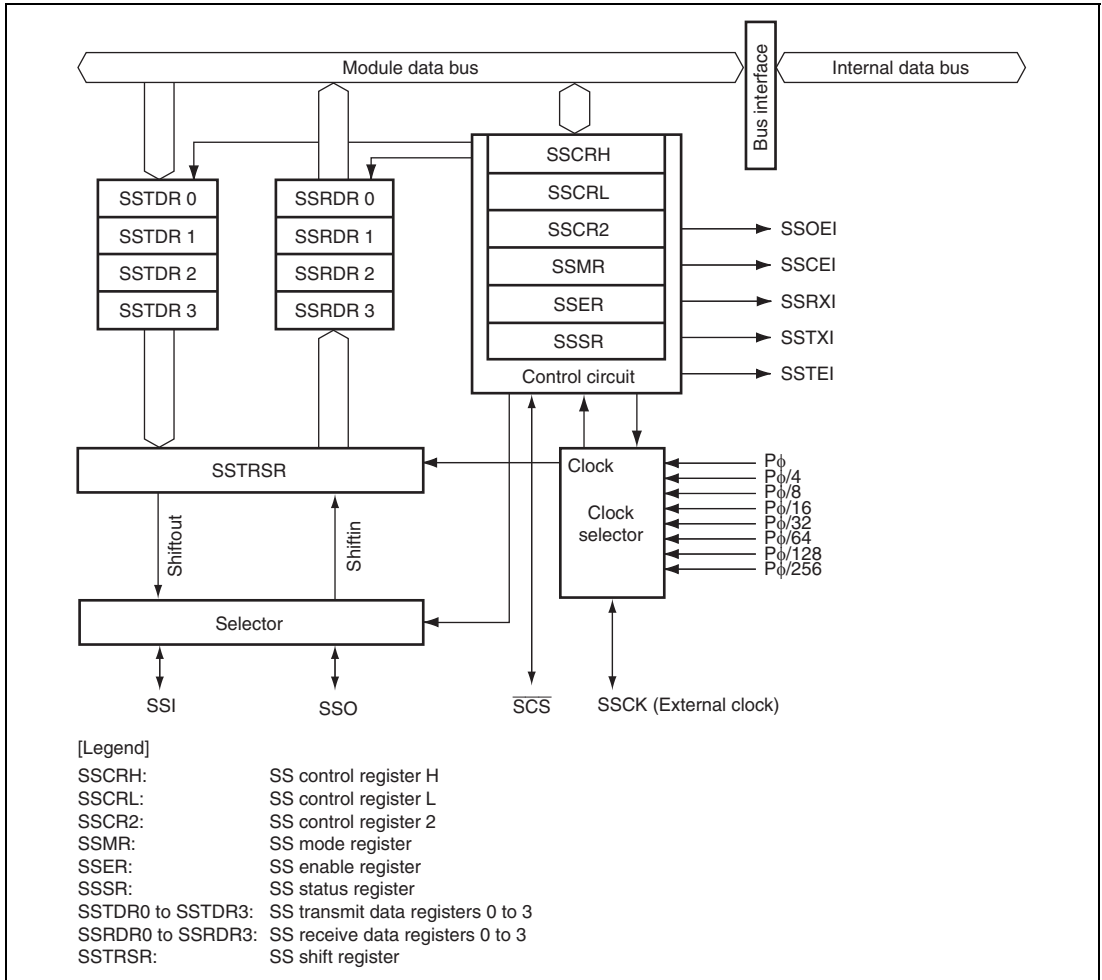 Module data bus
Bus interface
Internal data bus
SSTDR 0
SSTDR 1
SSTDR 2
SSTDR 3
SSRDR 0
SSRDR 1
SSRDR 2
SSRDR 3
SSCRH
SSCRL
SSCR2
SSMR
SSER
SSSR
Control circuit
SSOEI
SSCEI
SSRXI
SSTXI
SSTEI
SSTRSR
Clock
Clock
selector
Pϕ
Pϕ/4
Pϕ/8
Pϕ/16
Pϕ/32
Pϕ/64
Pϕ/128
Pϕ/256
Shiftout
Shiftin
Selector
SSI
SSO
SCS
SSCK (External clock)
[Legend]
SSCRH: SS control register H
SSCRL: SS control register L
SSCR2: SS control register 2
SSMR: SS mode register
SSER: SS enable register
SSSR: SS status register
SSTDR0 to SSTDR3: SS transmit data registers 0 to 3
SSRDR0 to SSRDR3: SS receive data registers 0 to 3
SSTRSR: SS shift register